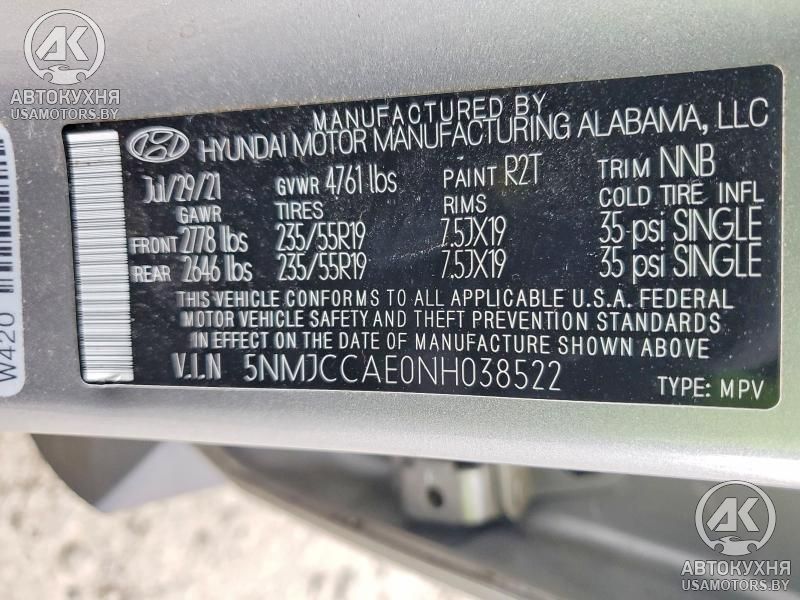 АК
АВТОКУХНЯ
USAMOTORS.BY
W420
MANUFACTURED BY
HYUNDAI MOTOR MANUFACTURING ALABAMA, LLC
Jul/29/21 GVWR 4761 lbs PAINT R2T TRIM NNB
GAWR TIRES RIMS COLD TIRE INFL
FRONT 2778 lbs 235/55R19 7.5JX19 35 psi SINGLE
REAR 2646 lbs 235/55R19 7.5JX19 35 psi SINGLE
THIS VEHICLE CONFORMS TO ALL APPLICABLE U.S.A. FEDERAL
MOTOR VEHICLE SAFETY AND THEFT PREVENTION STANDARDS
IN EFFECT ON THE DATE OF MANUFACTURE SHOWN ABOVE.
V.I.N 5NMJCCAE0NH038522 TYPE: MPV
АК
АВТОКУХНЯ
USAMOTORS.BY